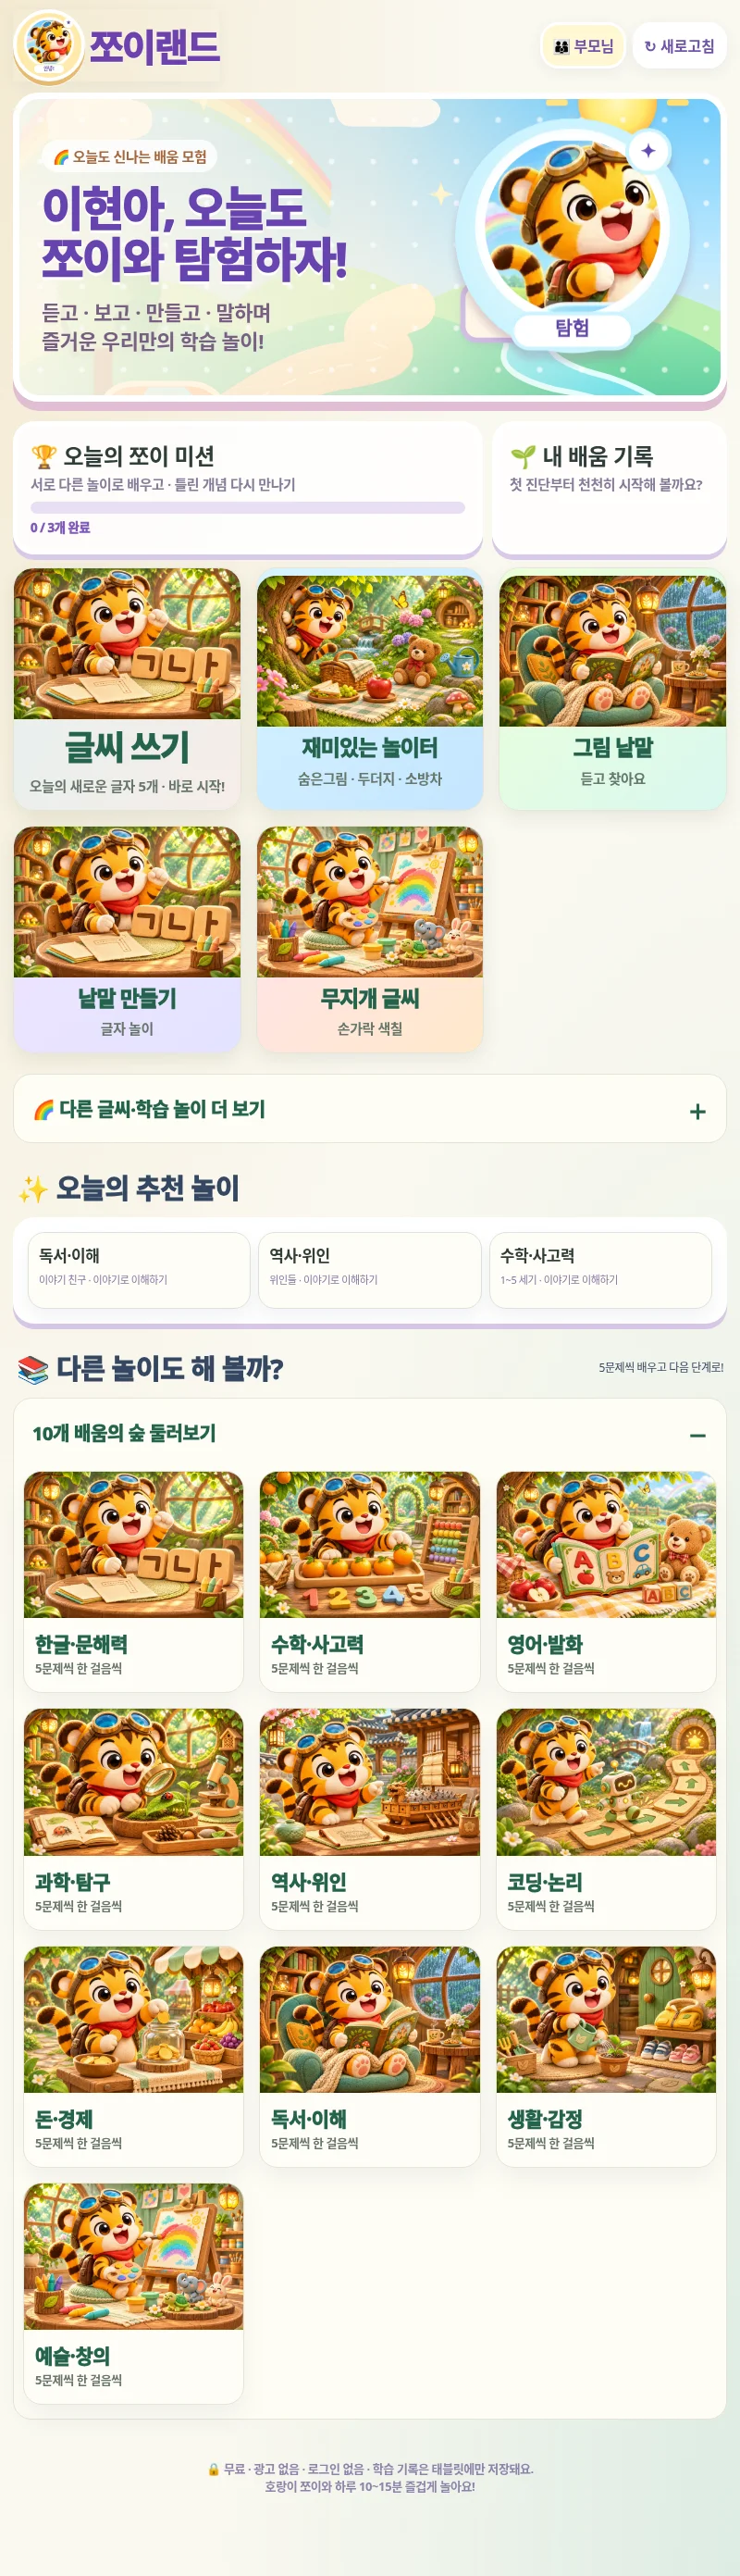 쪼이랜드
👪 부모님
↻ 새로고침
🌈 오늘도 신나는 배움 모험
이현아, 오늘도
쪼이와 탐험하자!
듣고 · 보고 · 만들고 · 말하며
즐거운 우리만의 학습 놀이!
탐험
🏆 오늘의 쪼이 미션
서로 다른 놀이로 배우고 · 틀린 개념 다시 만나기
0 / 3개 완료
🌱 내 배움 기록
첫 진단부터 천천히 시작해 볼까요?
ㄱㄴㅏ
글씨 쓰기
오늘의 새로운 글자 5개 · 바로 시작!
재미있는 놀이터
숨은그림 · 두더지 · 소방차
그림 낱말
듣고 찾아요
ㄱㄴㅏ
낱말 만들기
글자 놀이
무지개 글씨
손가락 색칠
🌈 다른 글씨·학습 놀이 더 보기
+
✨ 오늘의 추천 놀이
독서·이해
이야기 친구 · 이야기로 이해하기
역사·위인
위인들 · 이야기로 이해하기
수학·사고력
1~5 세기 · 이야기로 이해하기
📚 다른 놀이도 해 볼까?
5문제씩 배우고 다음 단계로!
10개 배움의 숲 둘러보기
−
ㄱㄴㅏ
한글·문해력
5문제씩 한 걸음씩
1 2 3 4 5
수학·사고력
5문제씩 한 걸음씩
A B C
ABC
영어·발화
5문제씩 한 걸음씩
과학·탐구
5문제씩 한 걸음씩
역사·위인
5문제씩 한 걸음씩
코딩·논리
5문제씩 한 걸음씩
돈·경제
5문제씩 한 걸음씩
독서·이해
5문제씩 한 걸음씩
생활·감정
5문제씩 한 걸음씩
예술·창의
5문제씩 한 걸음씩
🔒 무료 · 광고 없음 · 로그인 없음 · 학습 기록은 태블릿에만 저장돼요.
호랑이 쪼이와 하루 10~15분 즐겁게 놀아요!